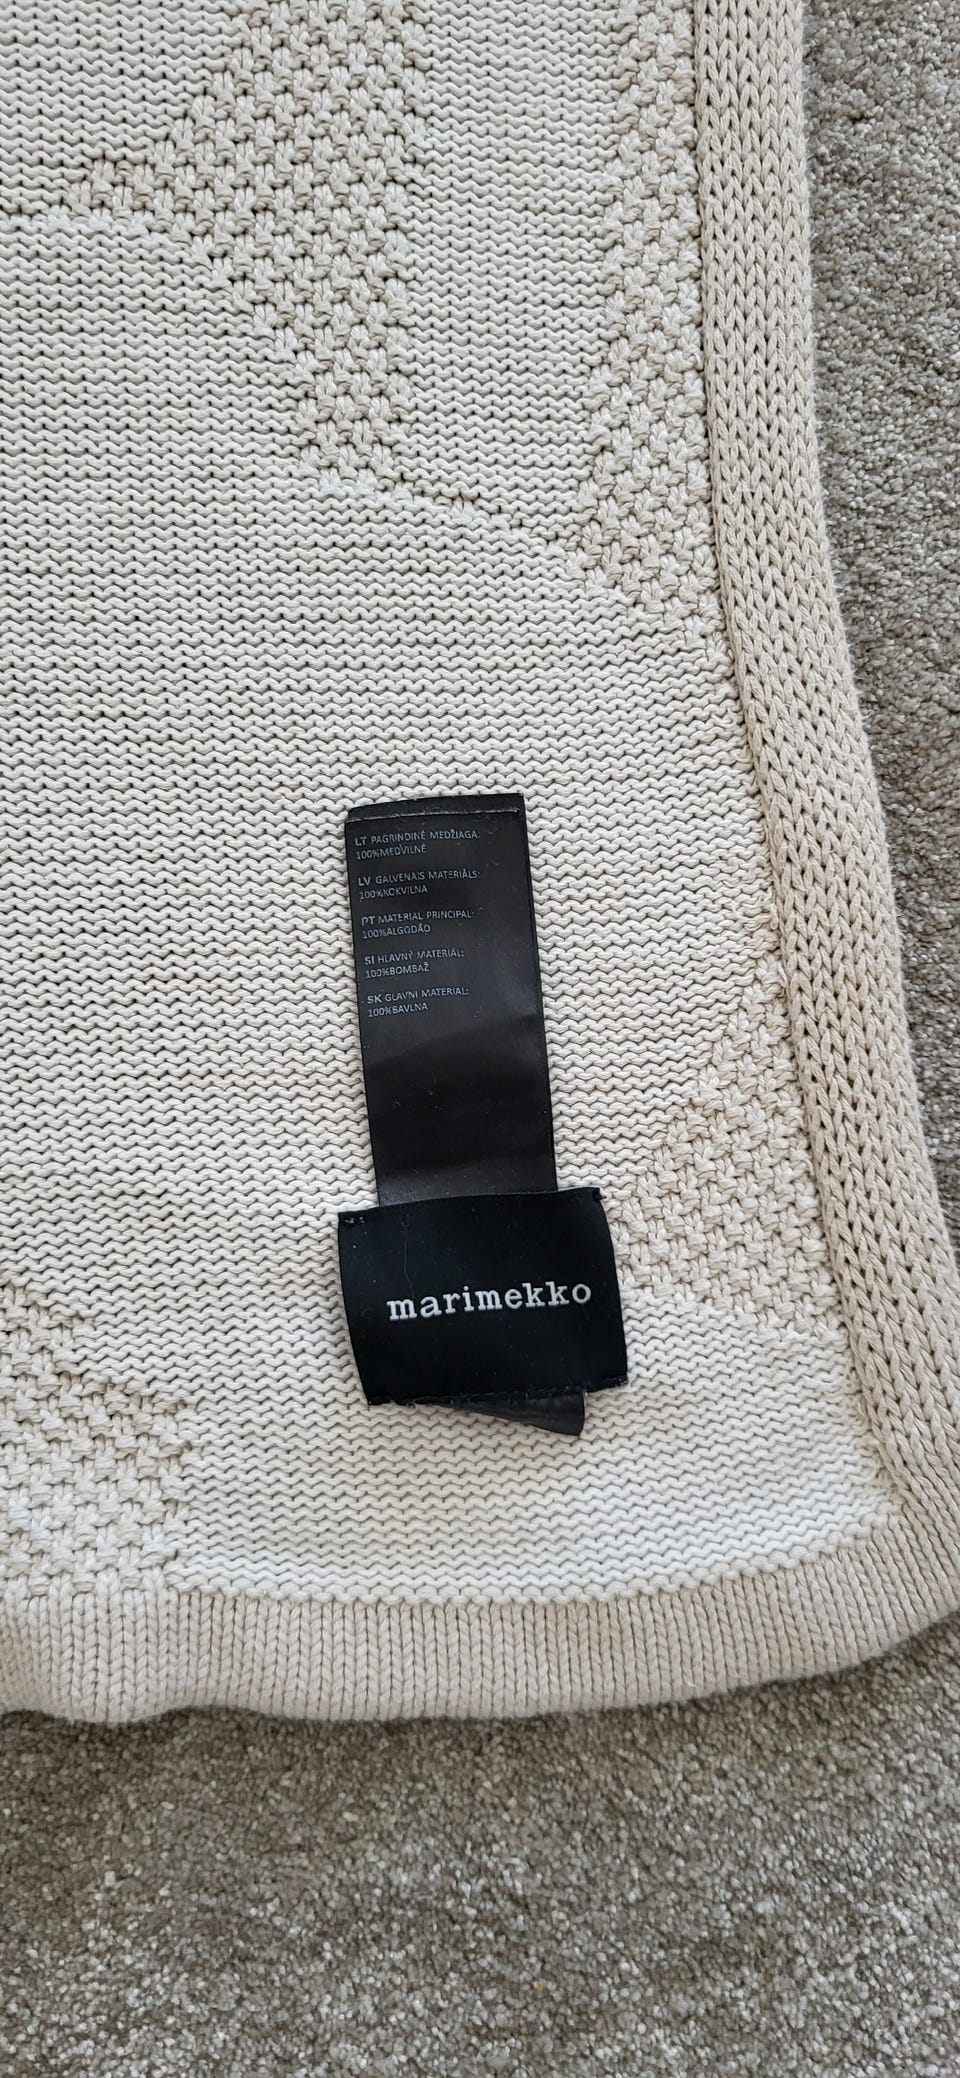 LT PAGRINDINĖ MEDŽIAGA:
100%MEDVILNĖ
LV GALVENAIS MATERIĀLS:
100%KOKVILNA
PT MATERIAL PRINCIPAL:
100%ALGODÃO
SI HLAVNÝ MATERIÁL:
100%BOMBAŽ
SK GLAVNI MATERIAL:
100%BAVLNA
marimekko